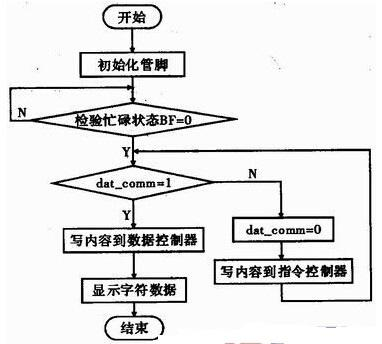 开始
初始化管脚
N
检验忙碌状态BF=0
Y
dat_comm=1
N
Y
dat_comm=0
写内容到数据控制器
写内容到指令控制器
显示字符数据
结束